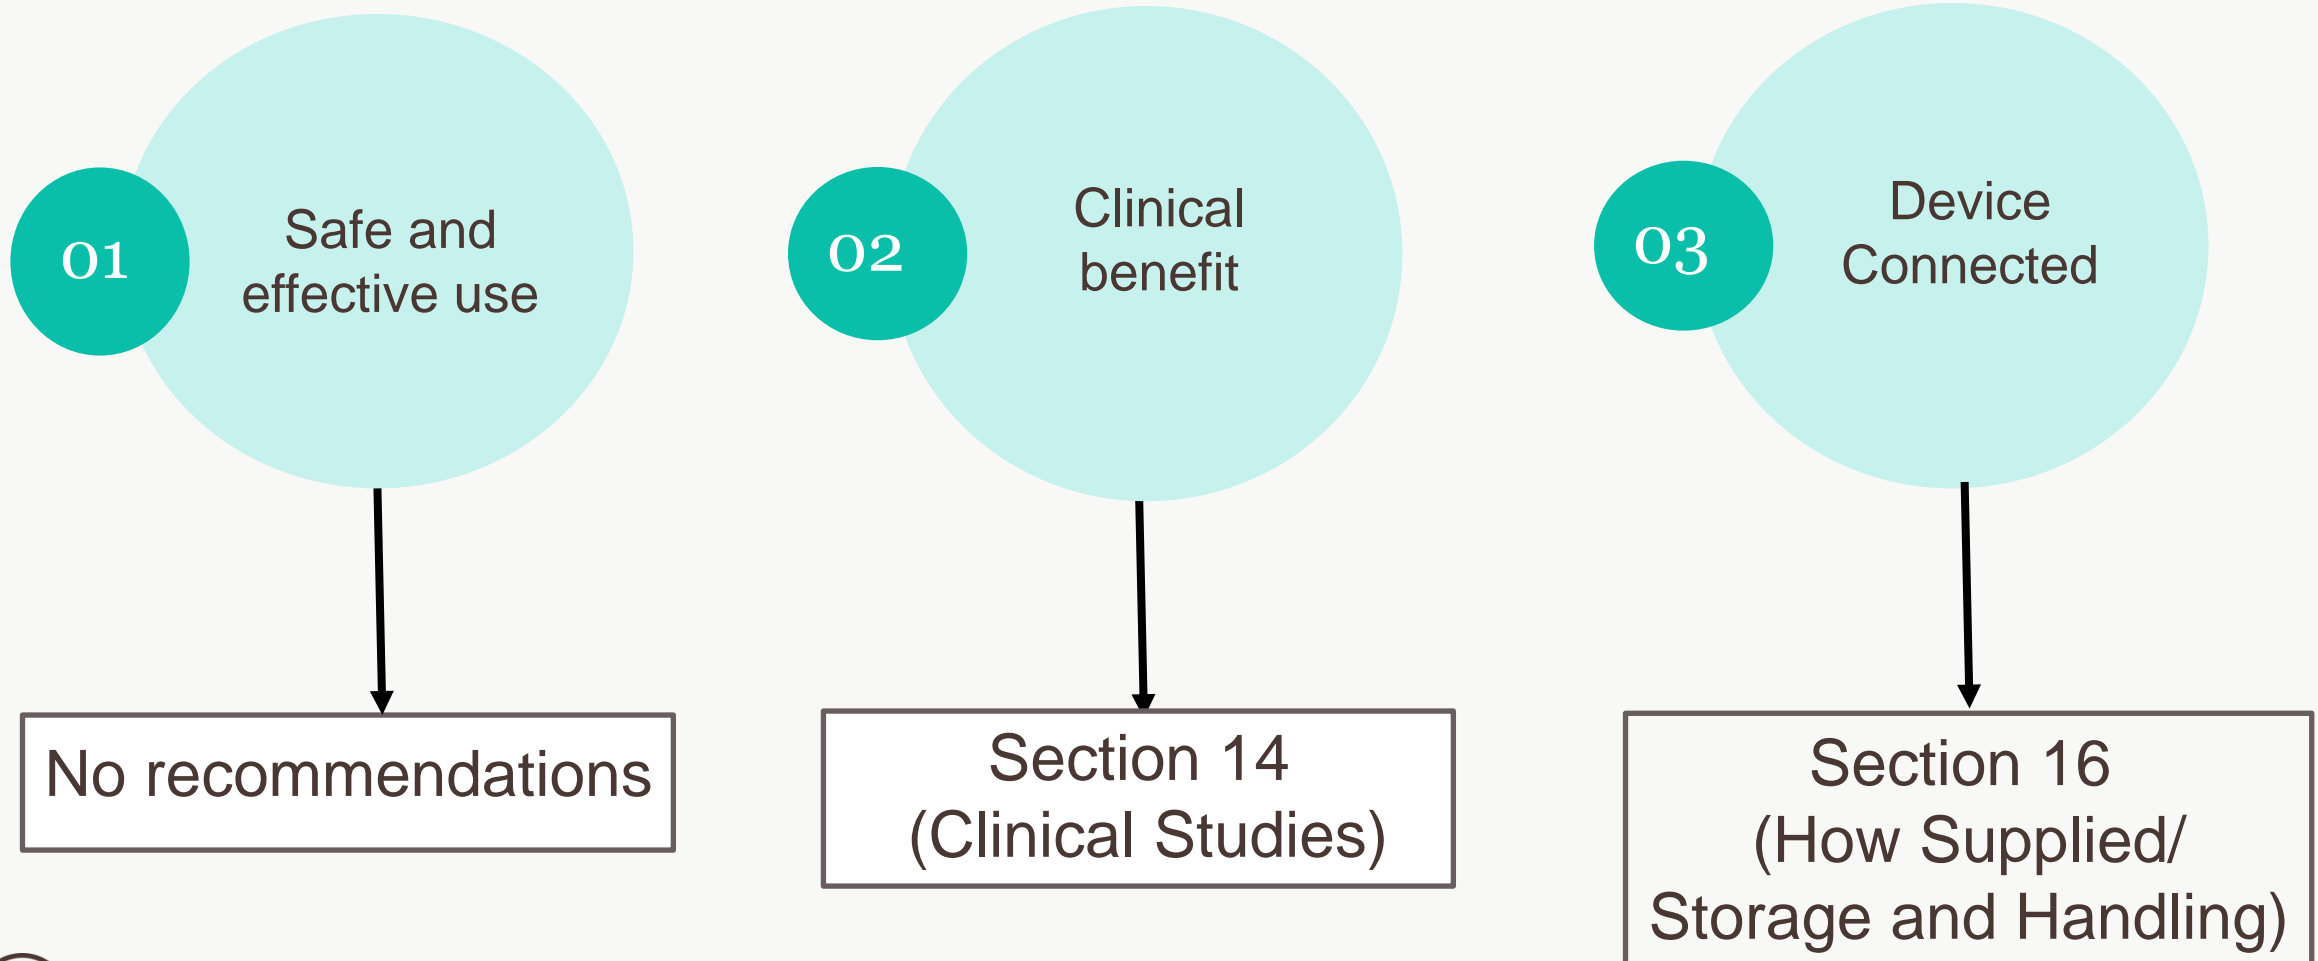 01
Safe and
effective use
02
Clinical
benefit
03
Device
Connected
No recommendations
Section 14
(Clinical Studies)
Section 16
(How Supplied/
Storage and Handling)